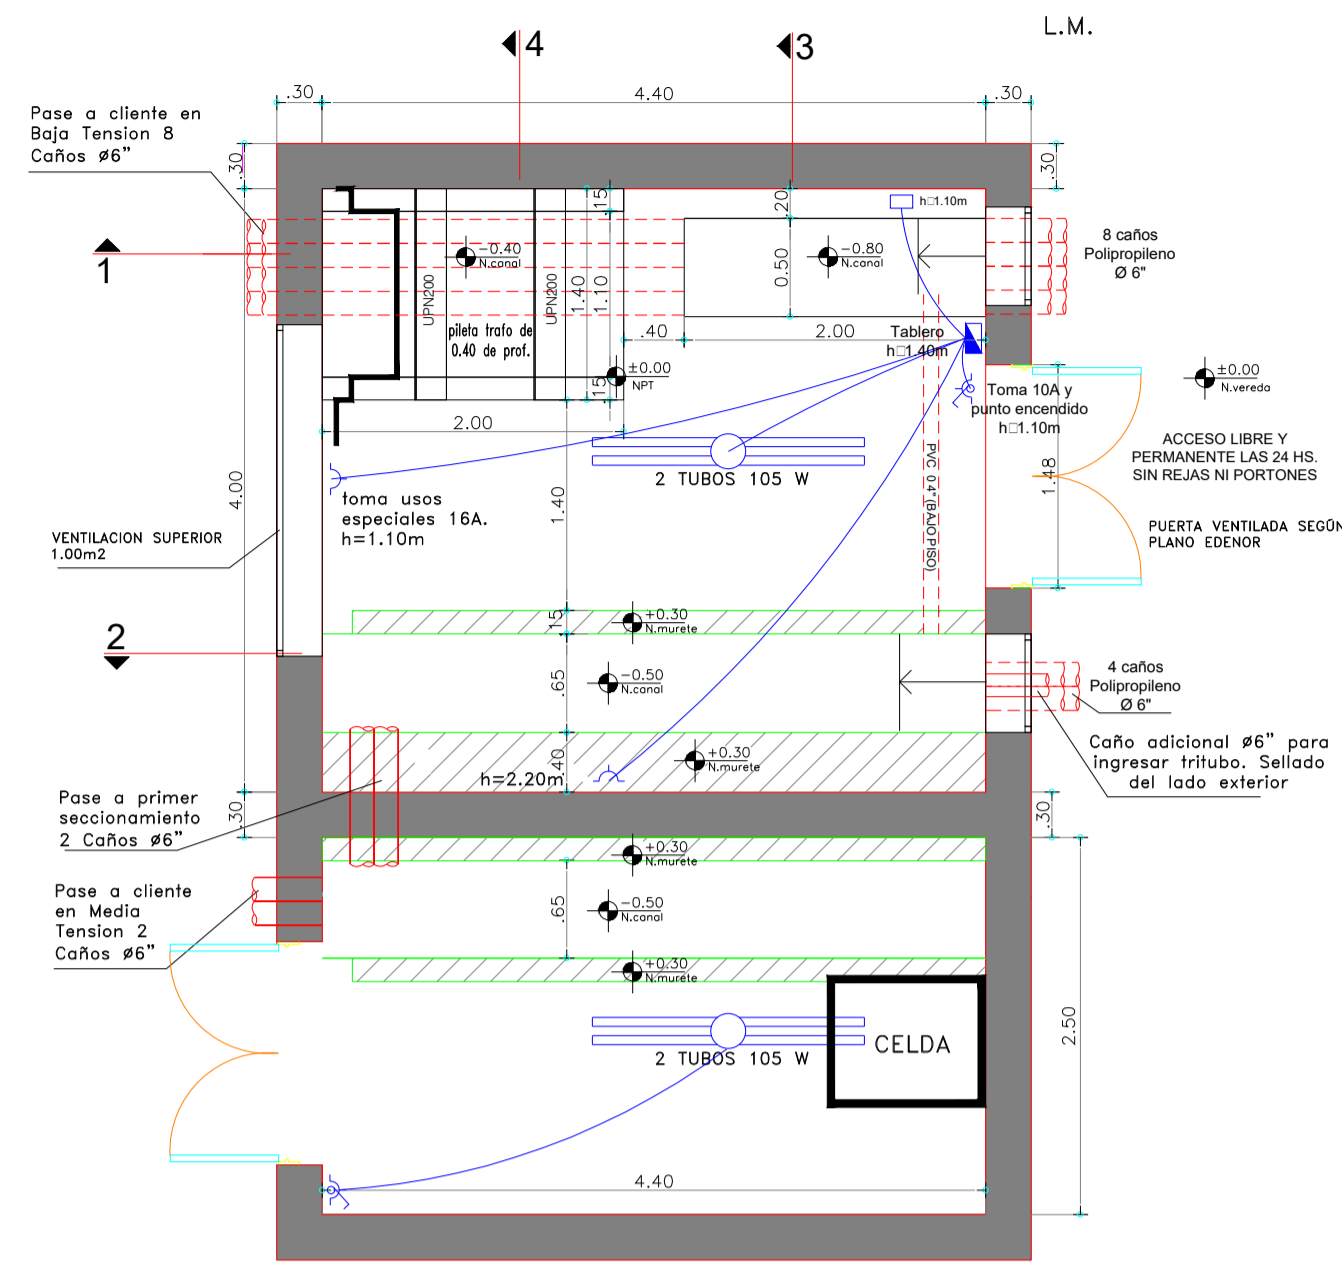 L.M.
4
3
.30
4.40
.30
Pase a cliente en
Baja Tension 8
Caños ø6"
.30
.30
1
.15
.20
h□1.10m
-0.40
N.canal
-0.80
N.canal
8 caños
Polipropileno
Ø 6"
UPN200
UPN200
1.40
1.10
0.50
pileta trafo de
0.40 de prof.
.40
2.00
Tablero
h□1.40m
±0.00
NPT
.15
±0.00
N.vereda
Toma 10A y
punto encendido
h□1.10m
2.00
ACCESO LIBRE Y
PERMANENTE LAS 24 HS.
SIN REJAS NI PORTONES
1.48
2 TUBOS 105 W
PVC 0 4" (BAJO PISO)
4.00
toma usos
especiales 16A.
h=1.10m
1.40
VENTILACION SUPERIOR
1.00m2
PUERTA VENTILADA SEGÚN
PLANO EDENOR
2
.15
+0.30
N.murete
.65
-0.50
N.canal
4 caños
Polipropileno
Ø 6"
.40
+0.30
N.murete
h=2.20m
Caño adicional ø6" para
ingresar tritubo. Sellado
del lado exterior
Pase a primer
seccionamiento
2 Caños ø6"
.30
.30
+0.30
N.murete
Pase a cliente
en Media
Tension 2
Caños ø6"
.65
-0.50
N.canal
+0.30
N.murete
2.50
2 TUBOS 105 W
CELDA
4.40